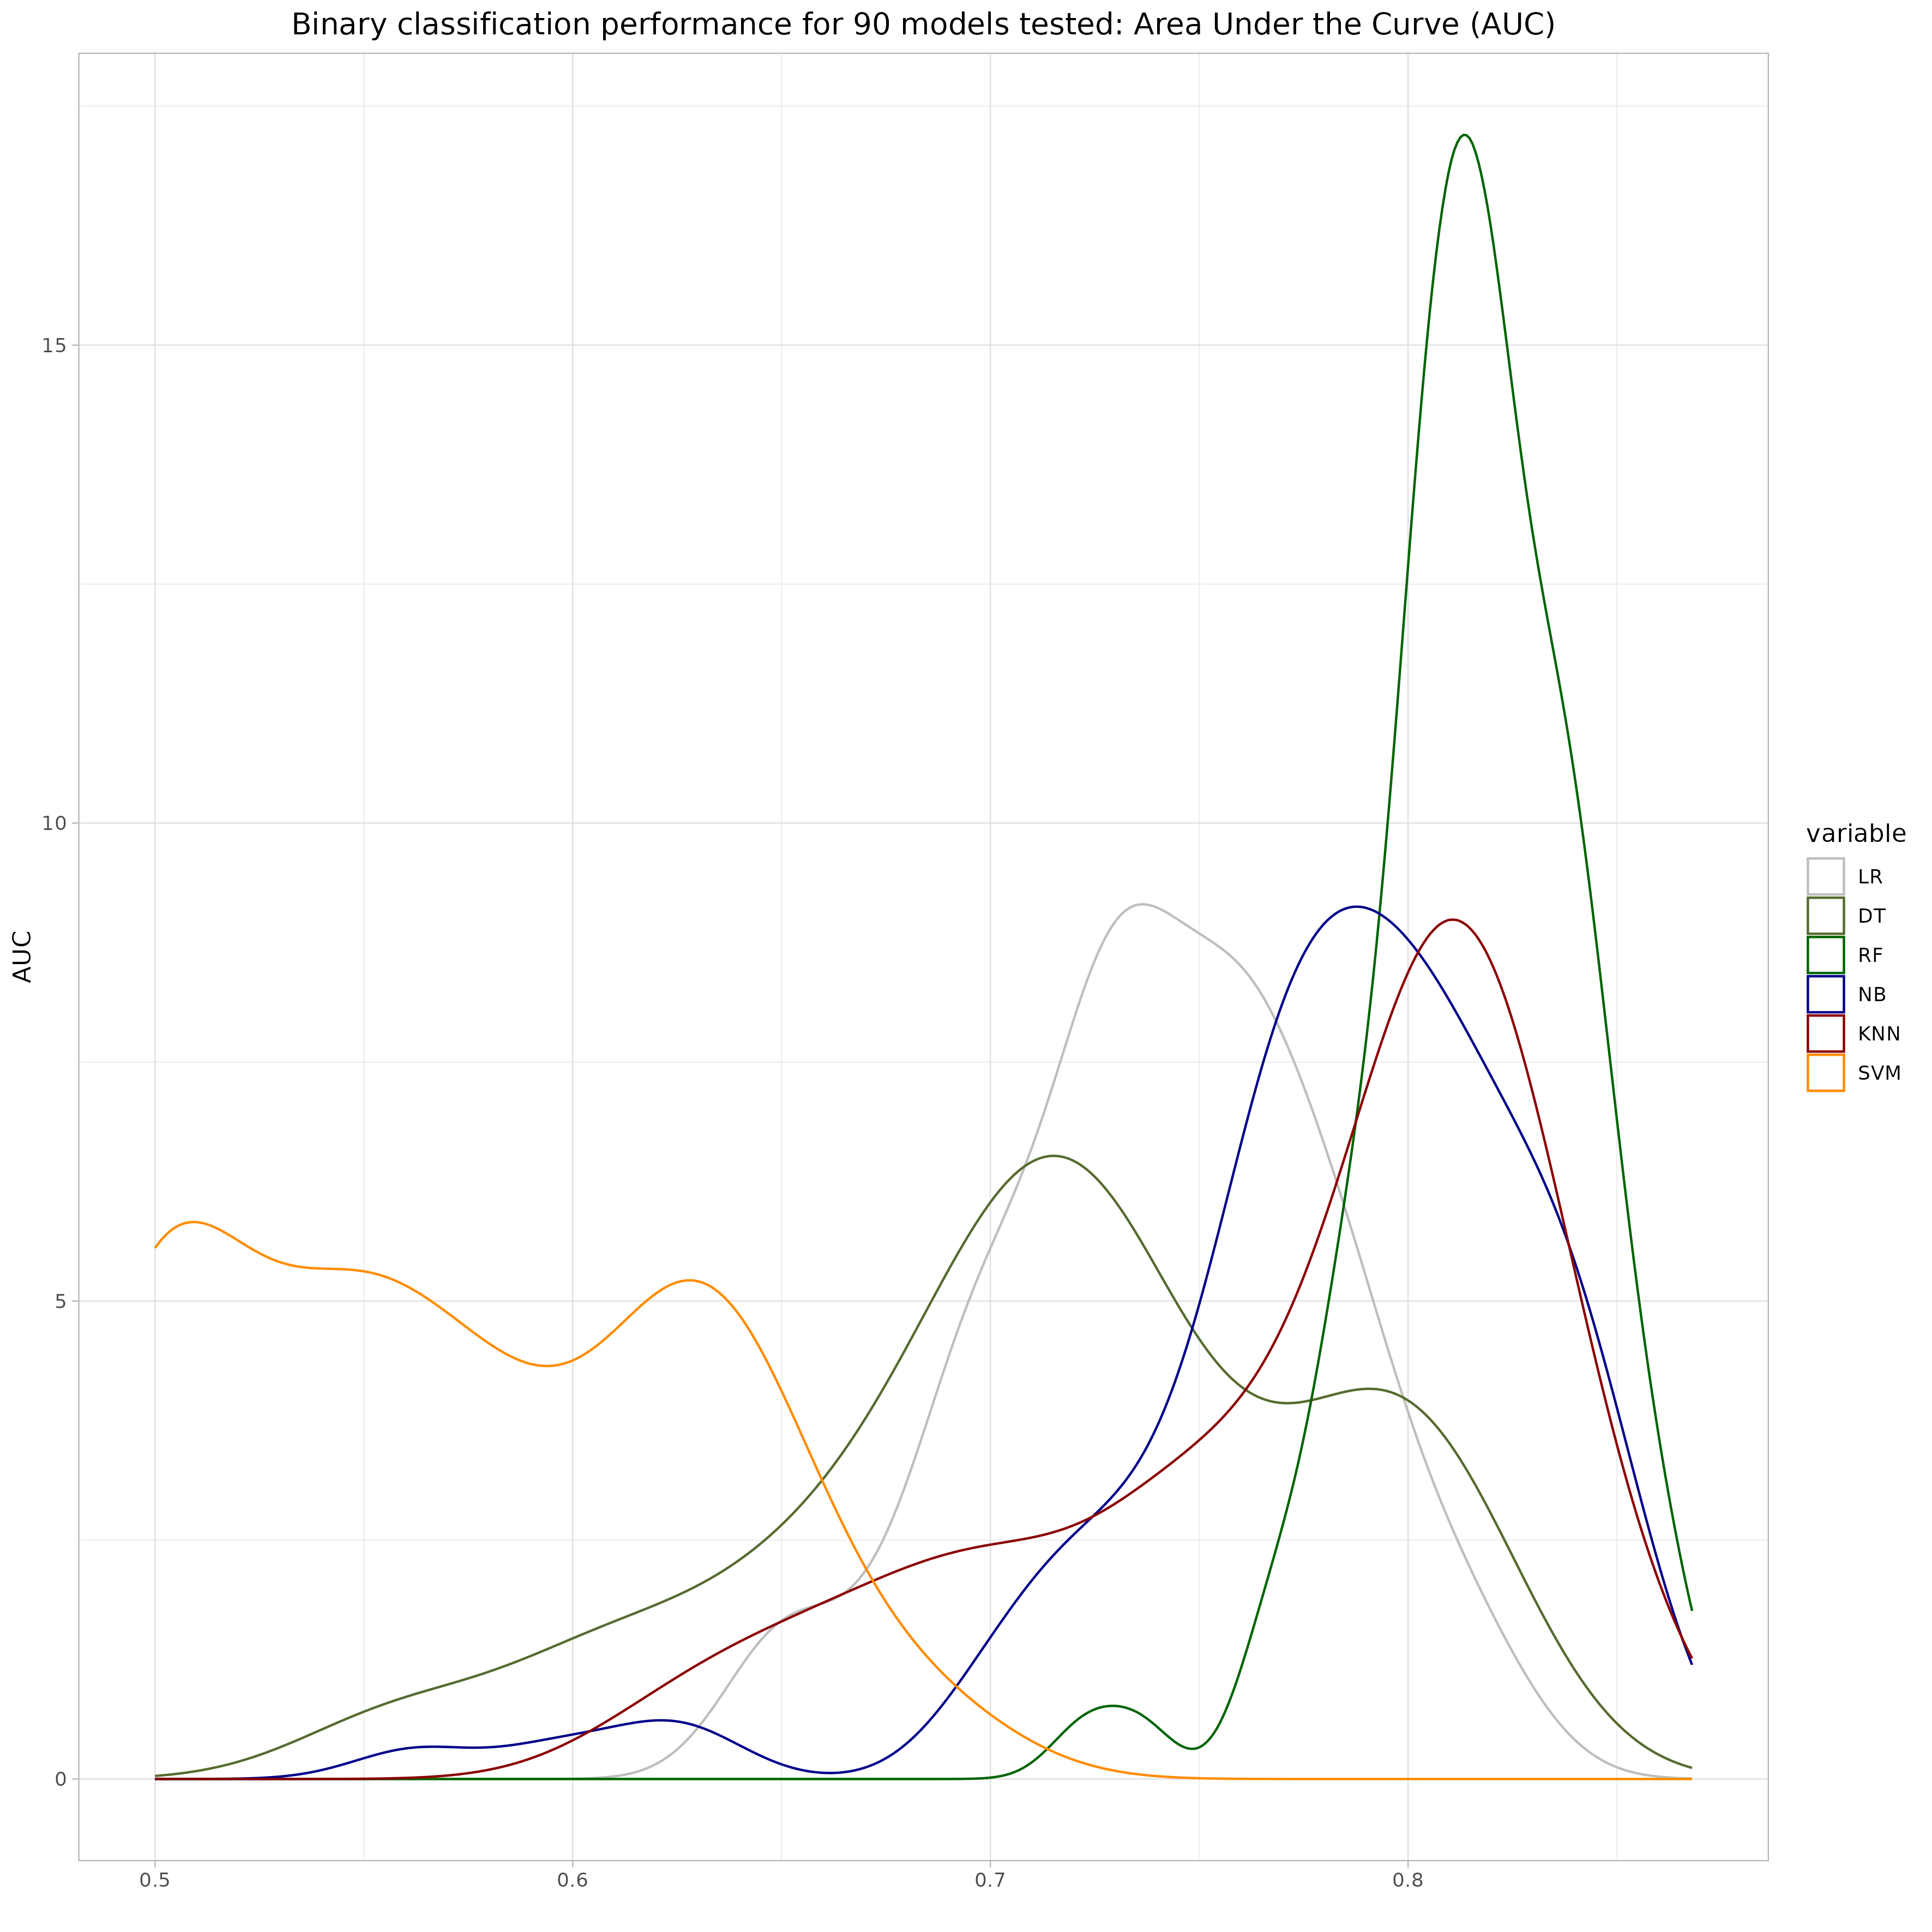 Binary classification performance for 90 models tested: Area Under the Curve (AUC)
15
10
5
0
AUC
0.5 0.6 0.7 0.8
variable
LR
DT
RF
NB
KNN
SVM